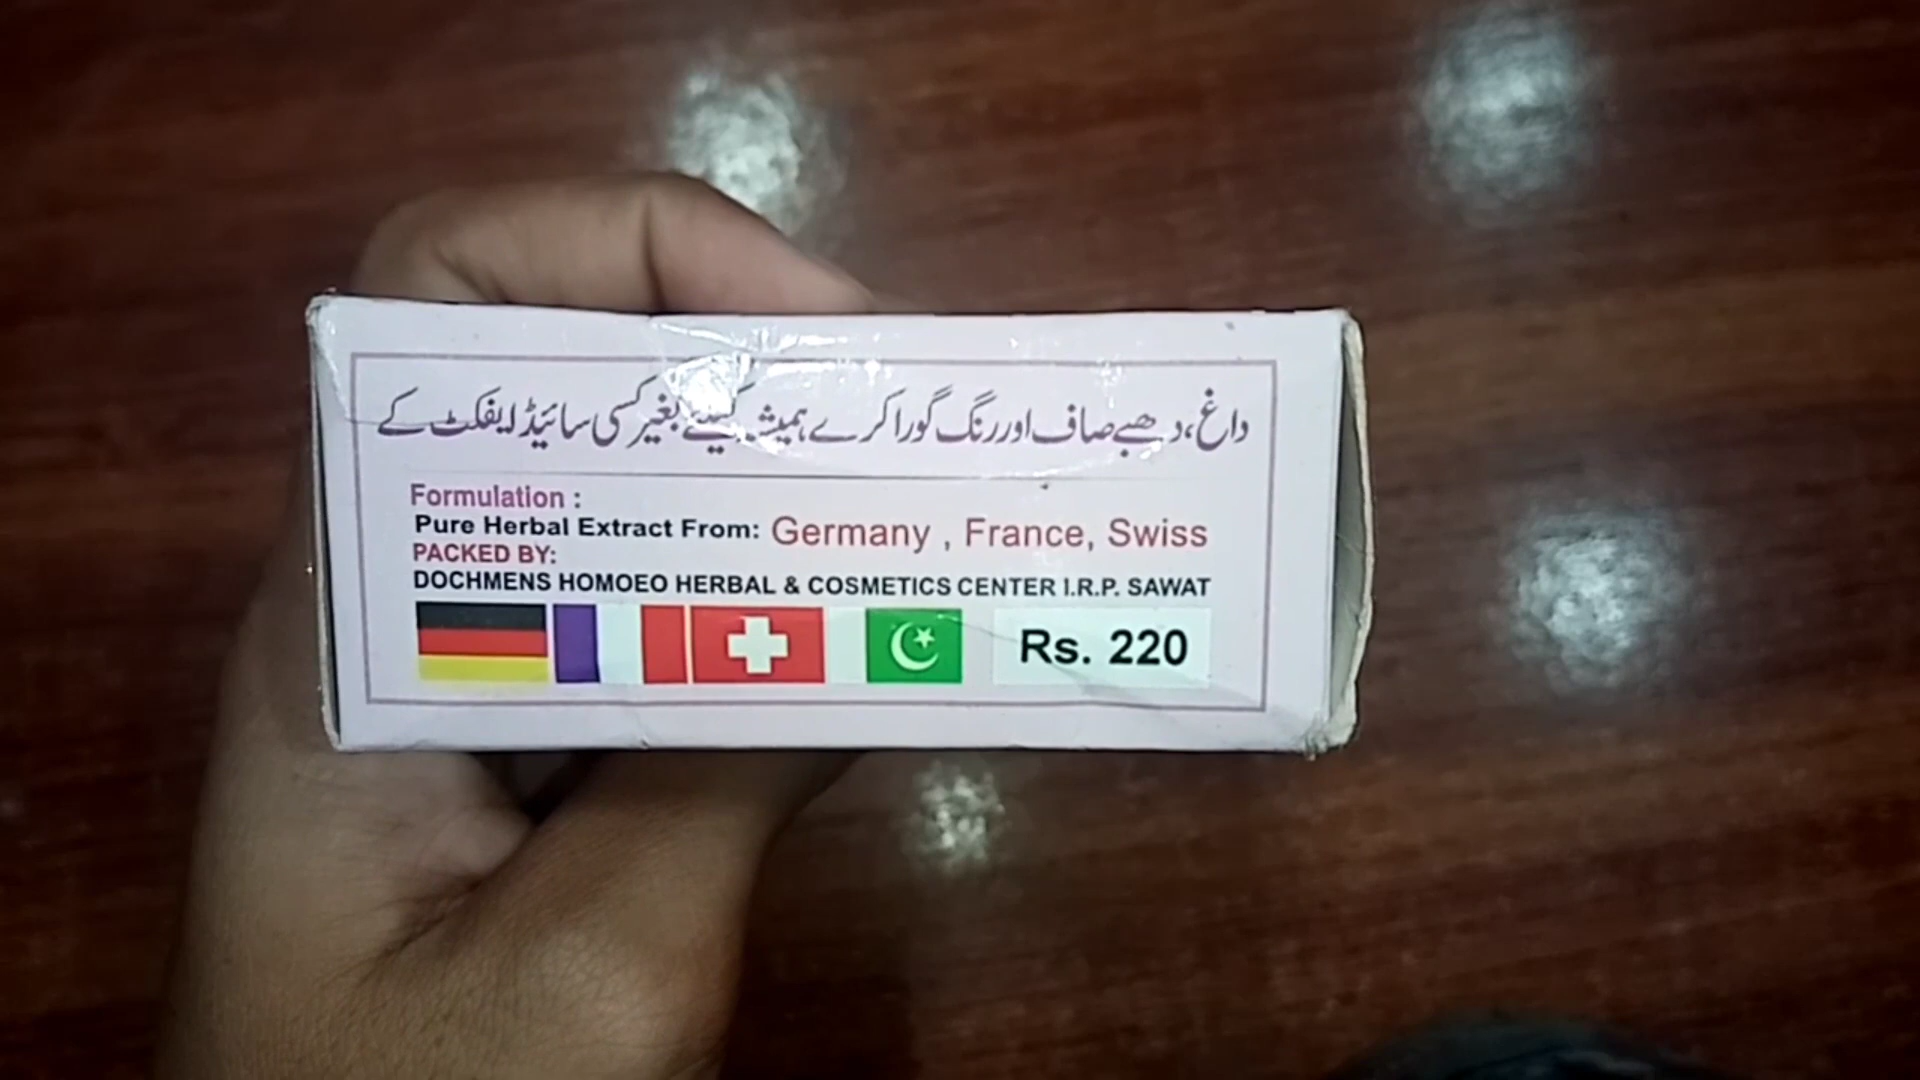 داغ، دھبے صاف اور رنگ گورا کرے ہمیشہ کیلئے بغیر کسی سائیڈ ایفکٹ کے
Formulation :
Pure Herbal Extract From: Germany , France, Swiss
PACKED BY:
DOCHMENS HOMOEO HERBAL & COSMETICS CENTER I.R.P. SAWAT
Rs. 220